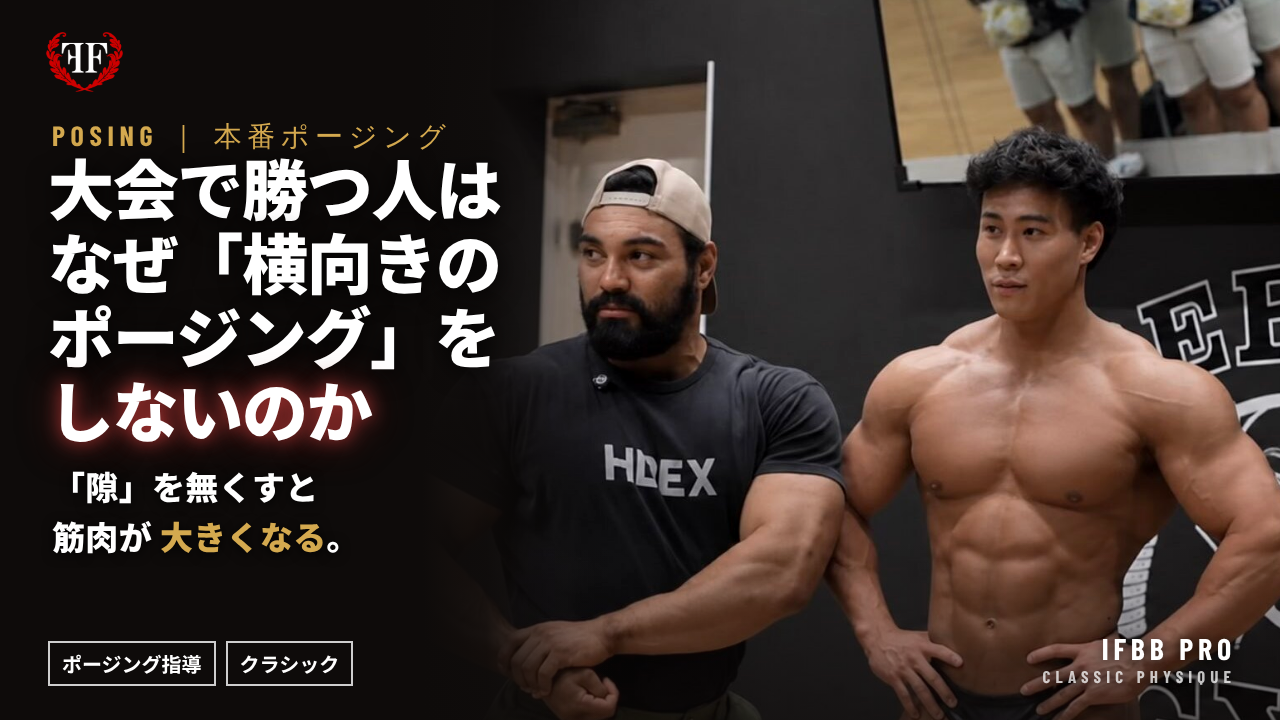 FF
POSING | 本番ポージング
大会で勝つ人は
なぜ「横向きの
ポージング」を
しないのか
「隙」を無くすと
筋肉が 大きくなる。
ポージング指導
クラシック
HIDEX
IFBB PRO
CLASSIC PHYSIQUE